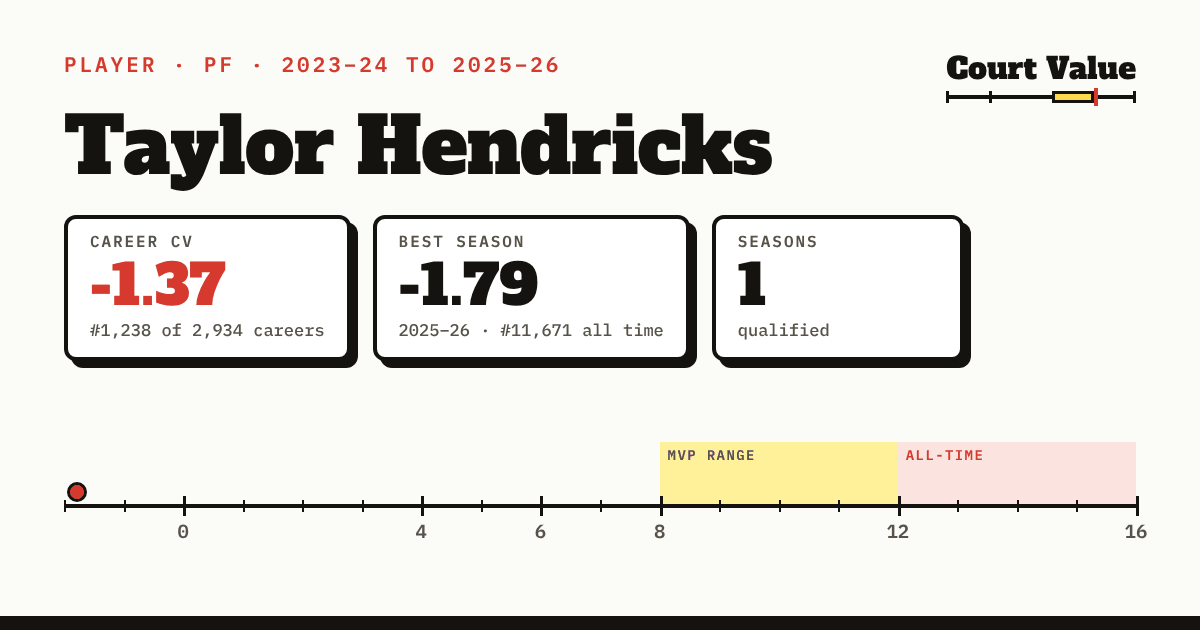 PLAYER · PF · 2023–24 TO 2025–26
Court Value
Taylor Hendricks
CAREER CV
-1.37
#1,238 of 2,934 careers
BEST SEASON
-1.79
2025–26 · #11,671 all time
SEASONS
1
qualified
MVP RANGE
ALL-TIME
0 4 6 8 12 16